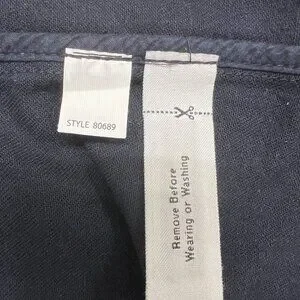 STYLE 80689
Remove Before
Wearing or Washing